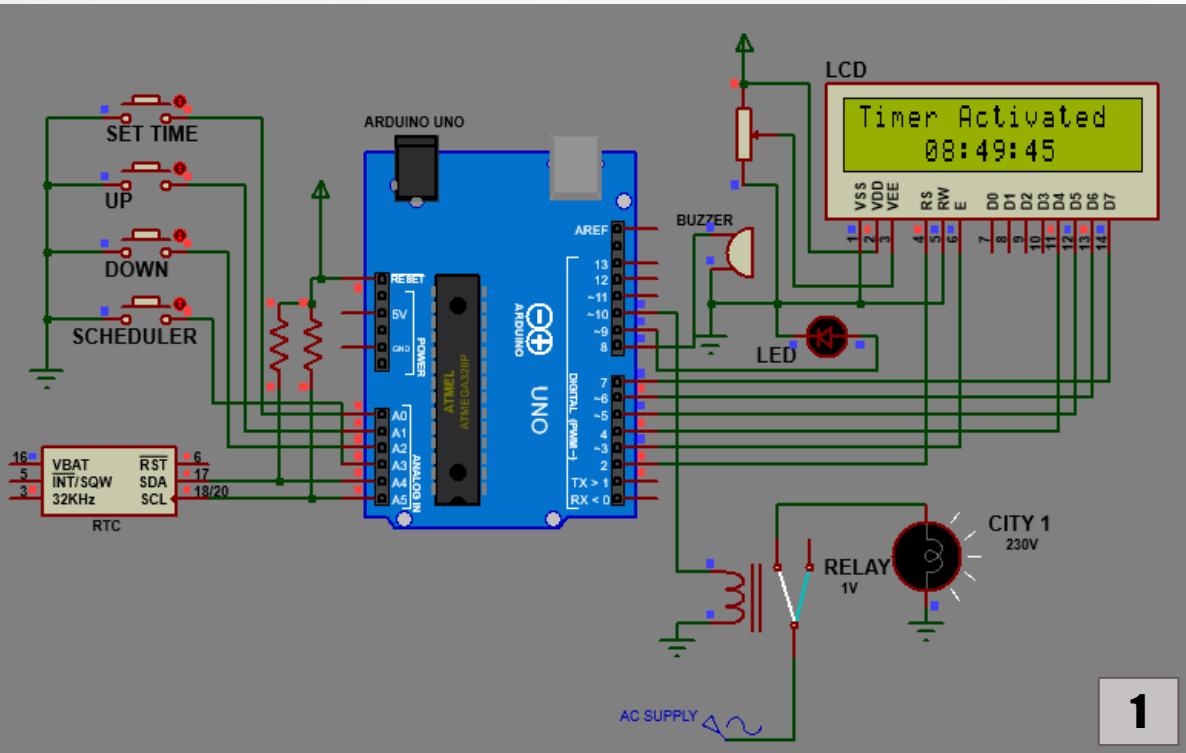 LCD
Timer Activated
08:49:45
VSS
VDD
VEE
RS
RW
E
D0
D1
D2
D3
D4
D5
D6
D7
1
2
3
4
5
6
7
8
9
10
11
12
13
14
SET TIME
UP
DOWN
SCHEDULER
ARDUINO UNO
RESET
5V
GND
POWER
A0
A1
A2
A3
A4
A5
ANALOG IN
ATMEL
ATMEGA328P
ARDUINO
UNO
AREF
13
12
~11
~10
~9
8
7
~6
~5
4
~3
2
TX > 1
RX < 0
DIGITAL (PWM~)
BUZZER
LED
16
5
3
VBAT
INT/SQW
32KHz
RST
SDA
SCL
6
17
18/20
RTC
RELAY
1V
CITY 1
230V
AC SUPPLY
1